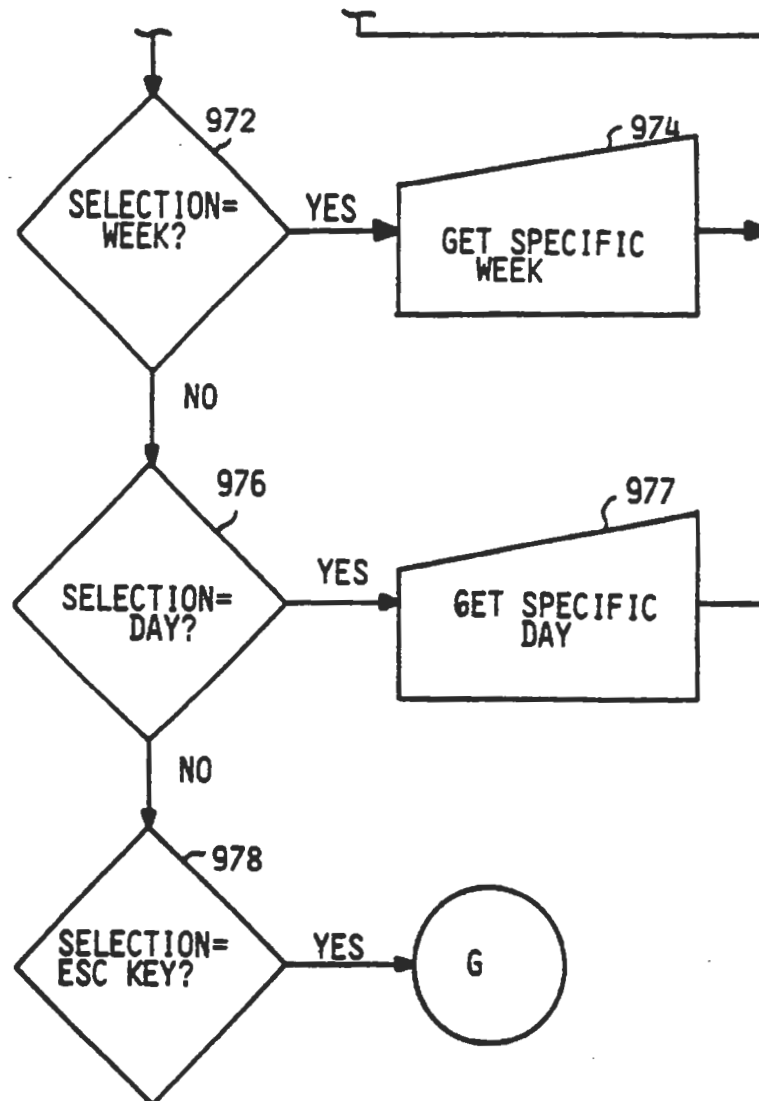 972
974
SELECTION=
WEEK?
YES
GET SPECIFIC
WEEK
NO
976
977
SELECTION=
DAY?
YES
GET SPECIFIC
DAY
NO
978
SELECTION=
ESC KEY?
YES
G